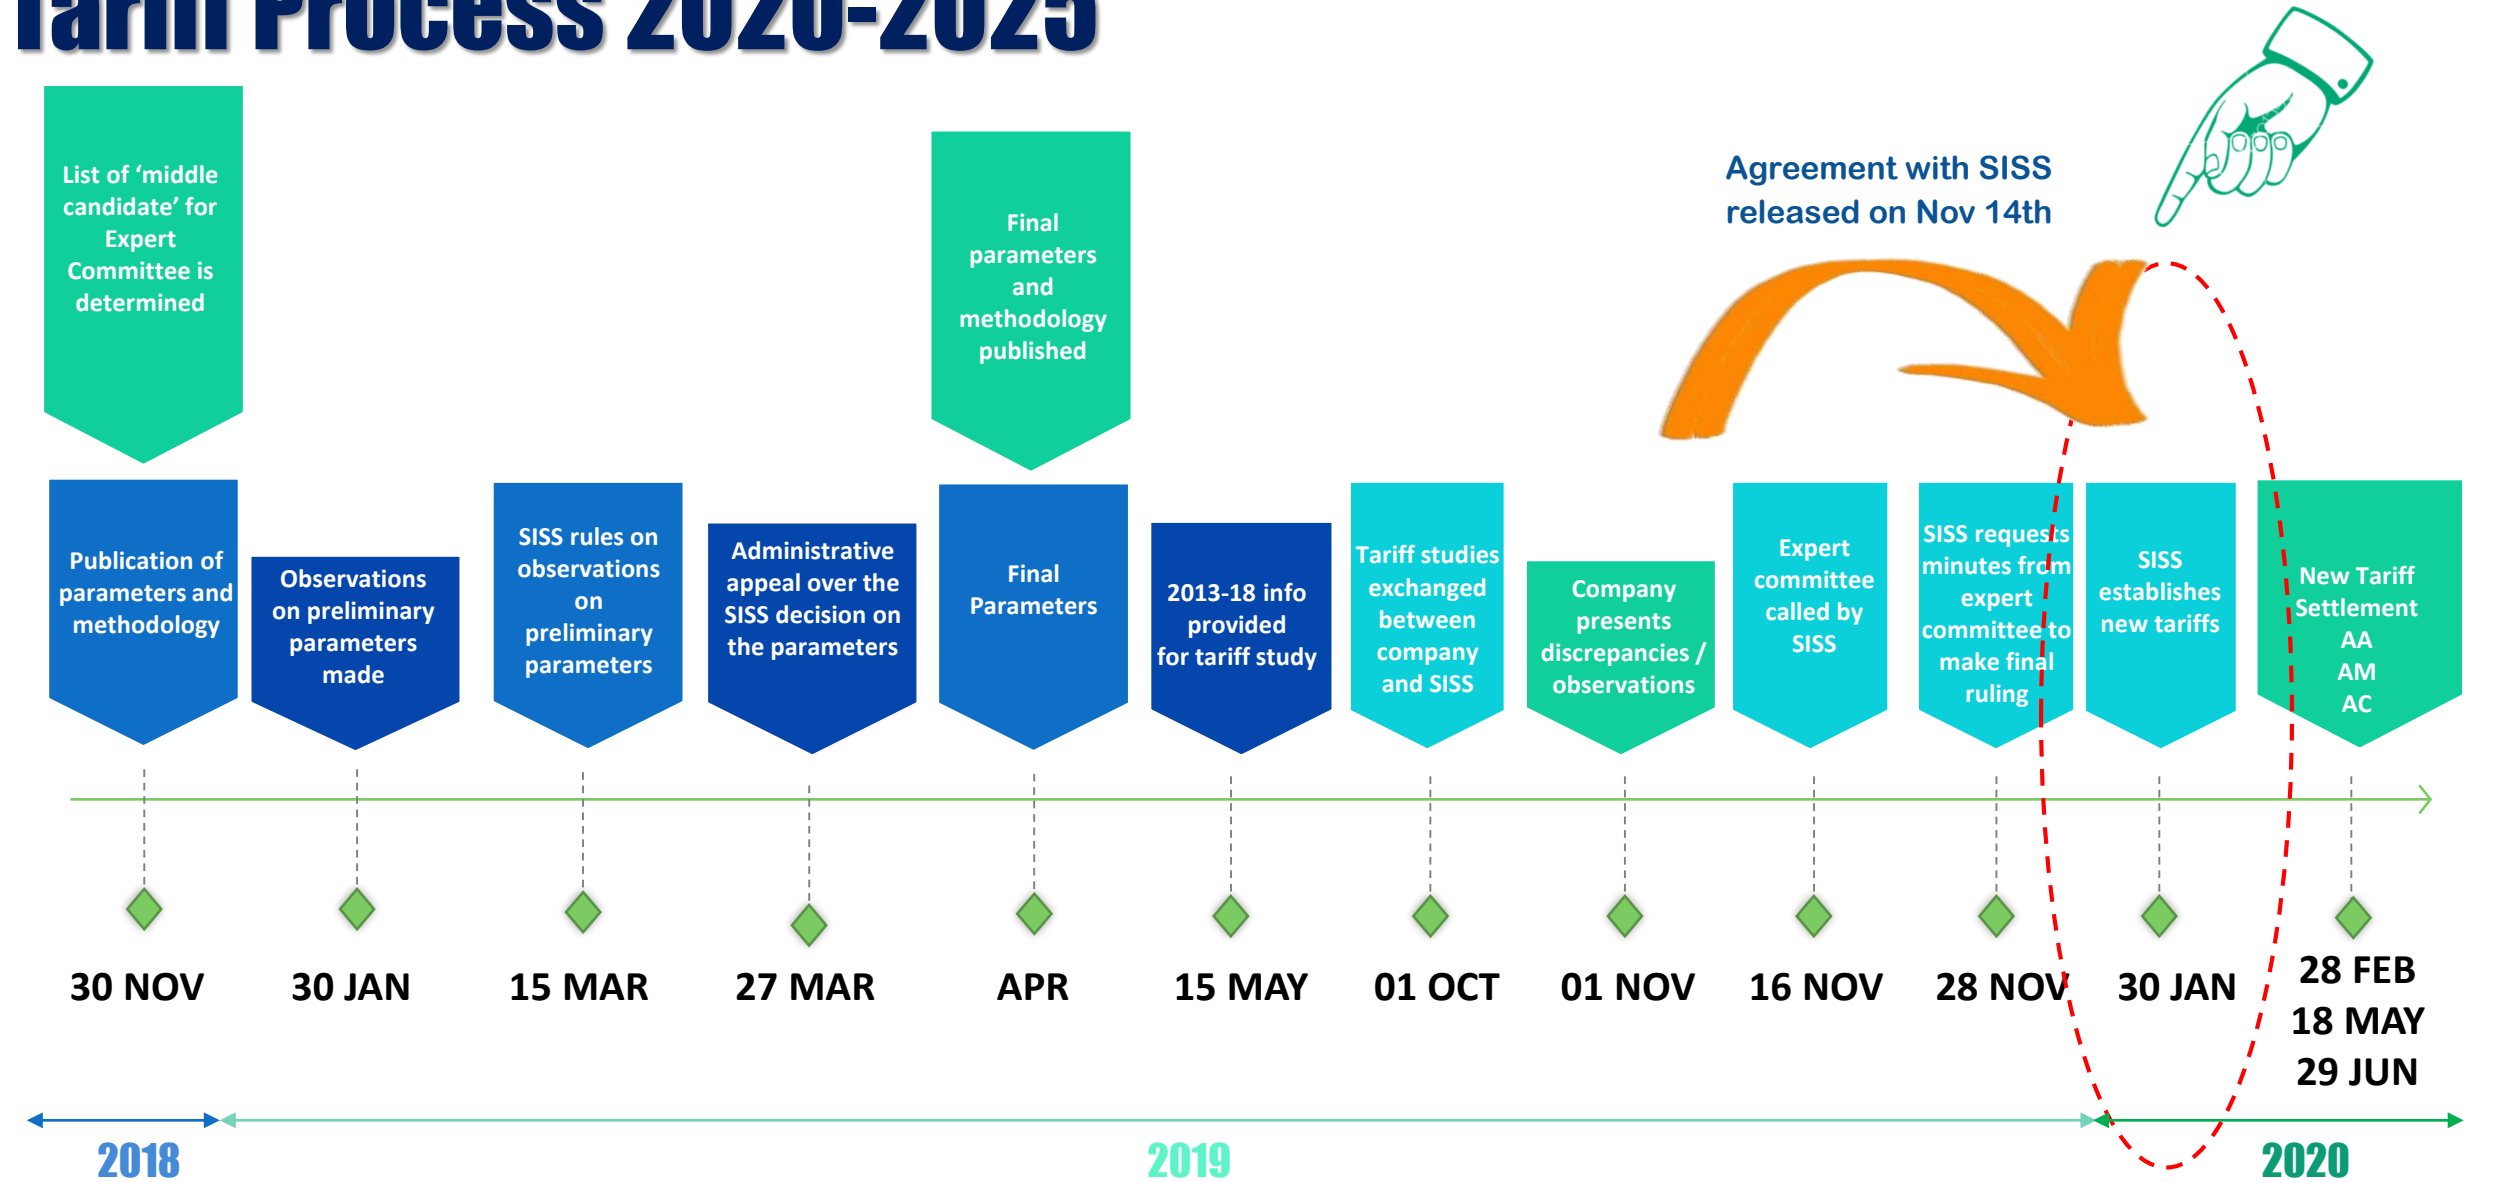 Tariff Process 2020-2025
List of ‘middle
candidate’ for
Expert
Committee is
determined
Final
parameters
and
methodology
published
Agreement with SISS
released on Nov 14th
Publication of
parameters and
methodology
Observations
on preliminary
parameters
made
SISS rules on
observations
on
preliminary
parameters
Administrative
appeal over the
SISS decision on
the parameters
Final
Parameters
2013-18 info
provided
for tariff study
Tariff studies
exchanged
between
company
and SISS
Company
presents
discrepancies /
observations
Expert
committee
called by
SISS
SISS requests
minutes from
expert
committee to
make final
ruling
SISS
establishes
new tariffs
New Tariff
Settlement
AA
AM
AC
30 NOV
30 JAN
15 MAR
27 MAR
APR
15 MAY
01 OCT
01 NOV
16 NOV
28 NOV
30 JAN
28 FEB
18 MAY
29 JUN
2018
2019
2020